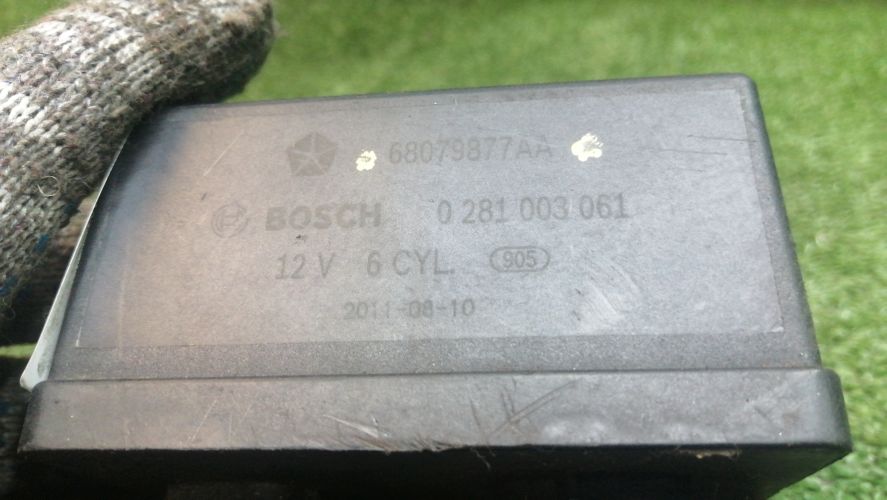 68079877AA
BOSCH 0 281 003 061
12 V 6 CYL. 905
2011-08-10